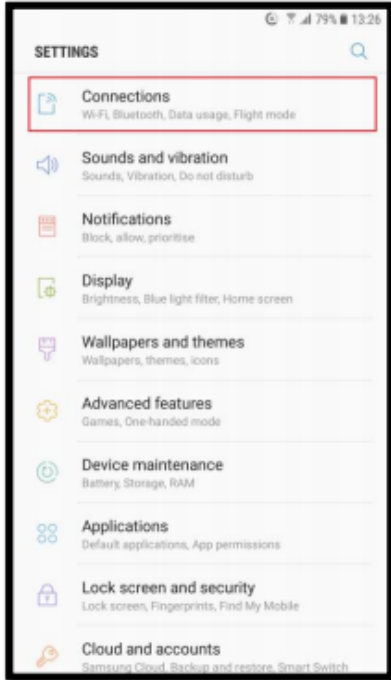 79% 13:26
SETTINGS
Connections
Wi-Fi, Bluetooth, Data usage, Flight mode
Sounds and vibration
Sounds, Vibration, Do not disturb
Notifications
Block, allow, prioritise
Display
Brightness, Blue light filter, Home screen
Wallpapers and themes
Wallpapers, themes, icons
Advanced features
Games, One-handed mode
Device maintenance
Battery, Storage, RAM
Applications
Default applications, App permissions
Lock screen and security
Lock screen, Fingerprints, Find My Mobile
Cloud and accounts
Samsung Cloud, Backup and restore, Smart Switch